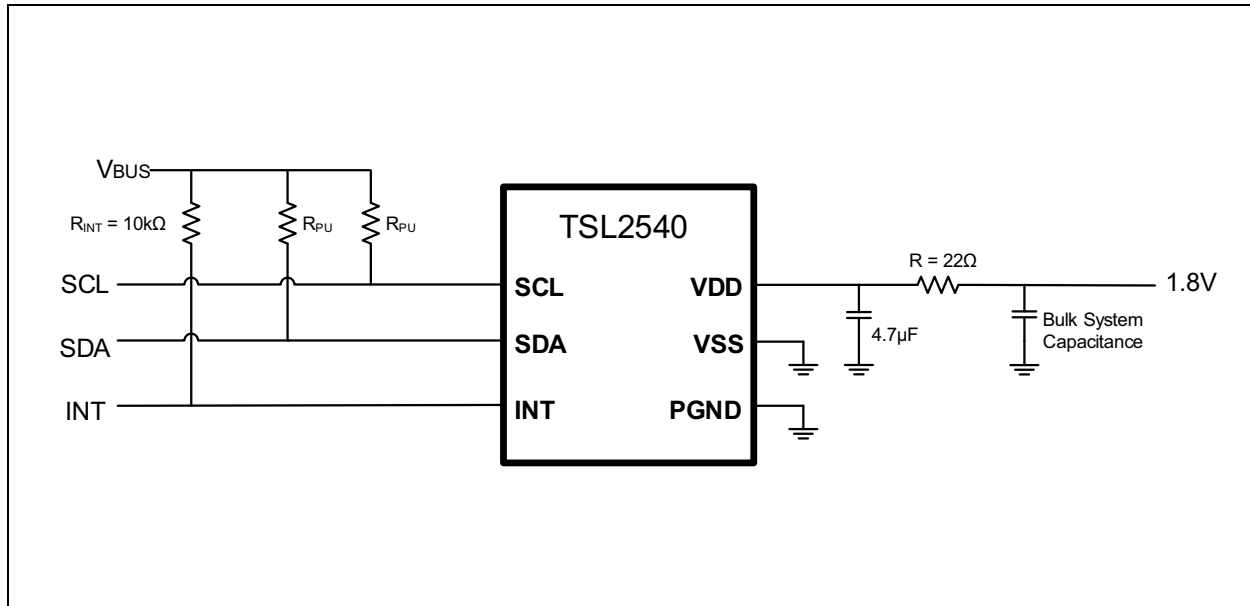 VBUS
RINT = 10kΩ
RPU
RPU
TSL2540
R = 22Ω
SCL
SCL
VDD
1.8V
4.7µF
Bulk System
Capacitance
SDA
SDA
VSS
INT
INT
PGND